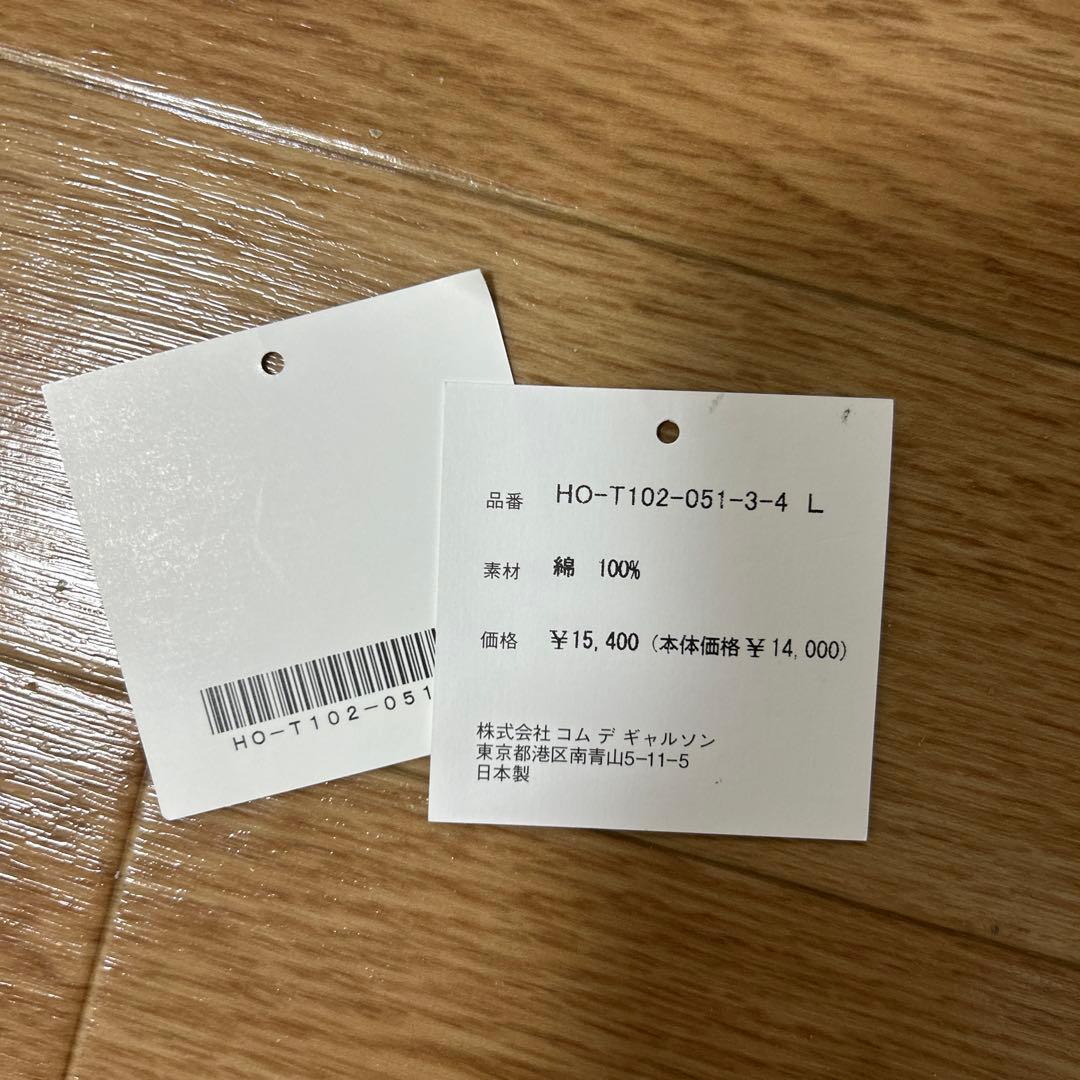 HO-T102-051
品番 HO-T102-051-3-4 L
素材 綿 100%
価格 ¥15,400 (本体価格¥14,000)
株式会社 コム デ ギャルソン
東京都港区南青山5-11-5
日本製